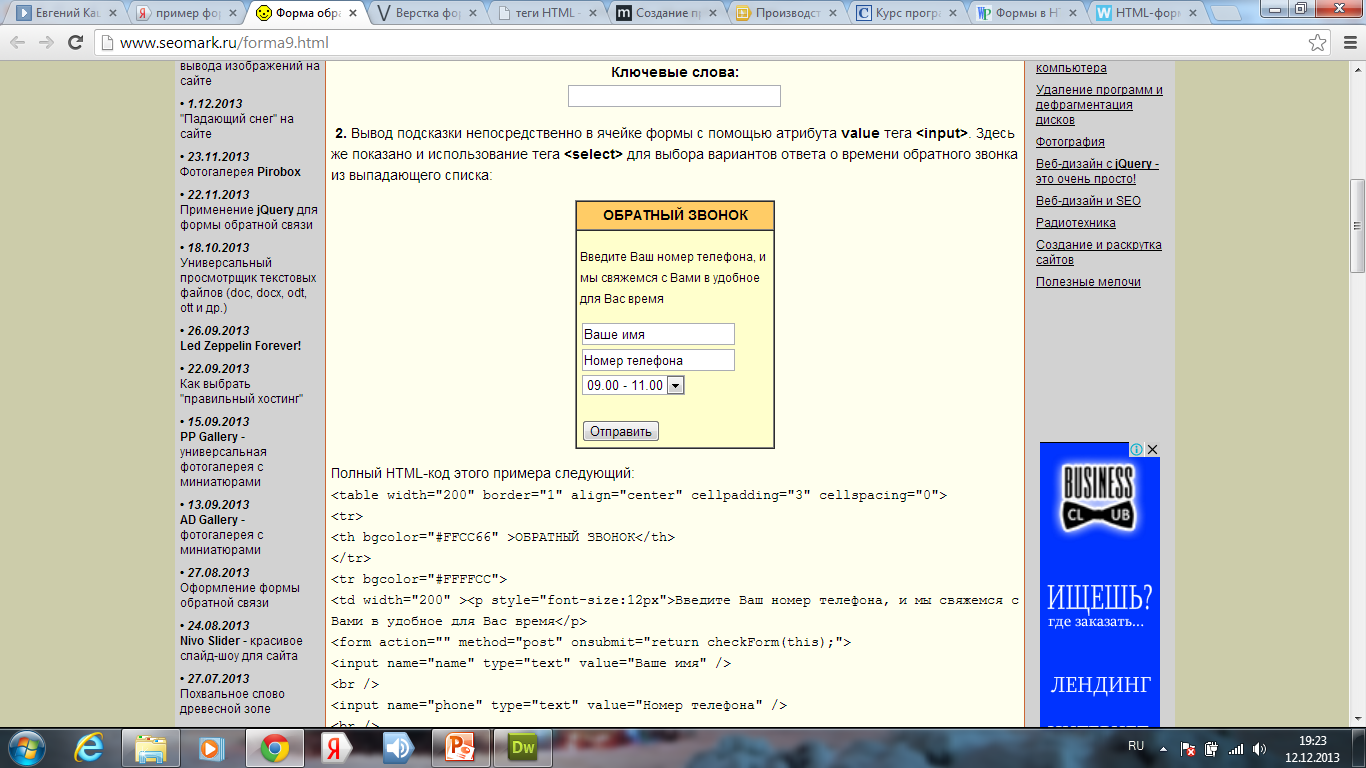 Евгений Каш
пример фор
Форма обра
Верстка фор
теги HTML -
Создание пр
Производст
Курс програ
Формы в HT
HTML-форм
www.seomark.ru/forma9.html
вывода изображений на
сайте
• 1.12.2013
"Падающий снег" на
сайте
• 23.11.2013
Фотогалерея Pirobox
• 22.11.2013
Применение jQuery для
формы обратной связи
• 18.10.2013
Универсальный
просмотрщик текстовых
файлов (doc, docx, odt,
ott и др.)
• 26.09.2013
Led Zeppelin Forever!
• 22.09.2013
Как выбрать
"правильный хостинг"
• 15.09.2013
PP Gallery -
универсальная
фотогалерея с
миниатюрами
• 13.09.2013
AD Gallery -
фотогалерея с
миниатюрами
• 27.08.2013
Оформление формы
обратной связи
• 24.08.2013
Nivo Slider - красивое
слайд-шоу для сайта
• 27.07.2013
Похвальное слово
древесной золе
Ключевые слова:
2. Вывод подсказки непосредственно в ячейке формы с помощью атрибута value тега <input>. Здесь
же показано и использование тега <select> для выбора вариантов ответа о времени обратного звонка
из выпадающего списка:
ОБРАТНЫЙ ЗВОНОК
Введите Ваш номер телефона, и
мы свяжемся с Вами в удобное
для Вас время
Ваше имя
Номер телефона
09.00 - 11.00
Отправить
Полный HTML-код этого примера следующий:
<table width="200" border="1" align="center" cellpadding="3" cellspacing="0">
<tr>
<th bgcolor="#FFCC66" >ОБРАТНЫЙ ЗВОНОК</th>
</tr>
<tr bgcolor="#FFFFCC">
<td width="200" ><p style="font-size:12px">Введите Ваш номер телефона, и мы свяжемся с
Вами в удобное для Вас время</p>
<form action="" method="post" onsubmit="return checkForm(this);">
<input name="name" type="text" value="Ваше имя" />
<br />
<input name="phone" type="text" value="Номер телефона" />
<br />
компьютера
Удаление программ и
дефрагментация
дисков
Фотография
Веб-дизайн с jQuery -
это очень просто!
Веб-дизайн и SEO
Радиотехника
Создание и раскрутка
сайтов
Полезные мелочи
BUSINESS
CL UB
ИЩЕШЬ?
где заказать...
ЛЕНДИНГ
ИНТЕРНЕТ
Dw
RU
19:23
12.12.2013